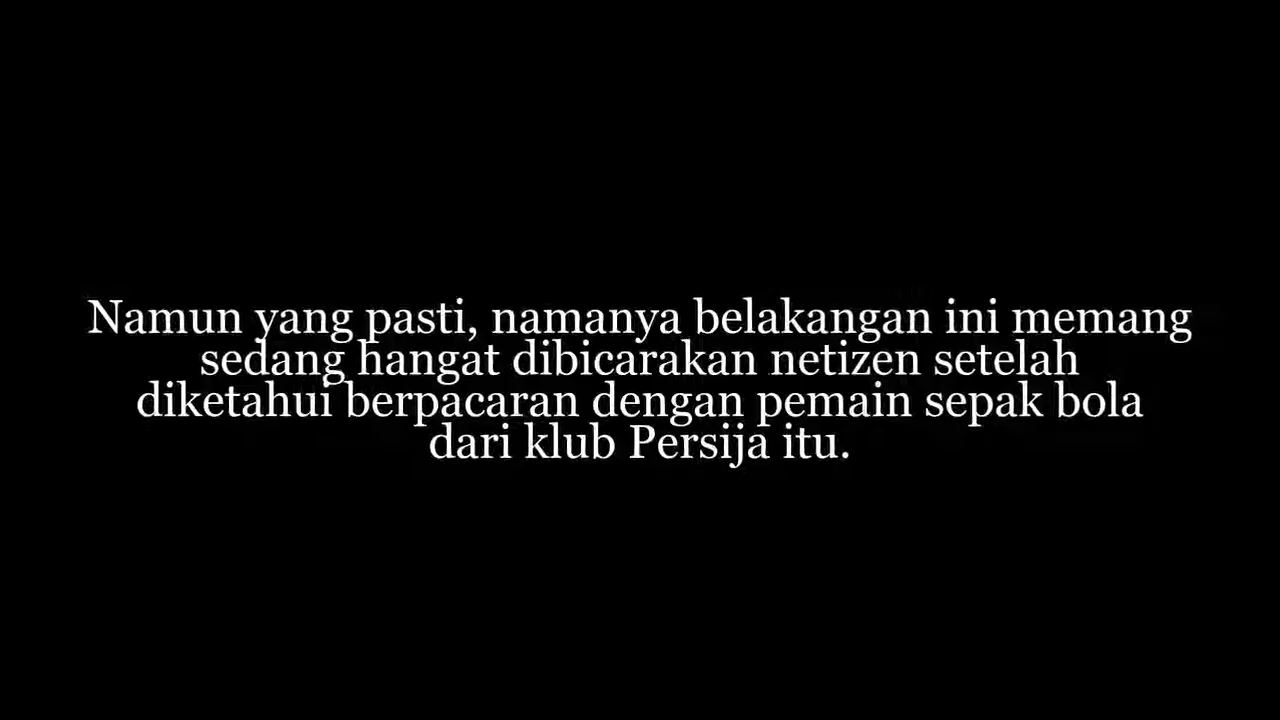 Namun yang pasti, namanya belakangan ini memang
sedang hangat dibicarakan netizen setelah
diketahui berpacaran dengan pemain sepak bola
dari klub Persija itu.